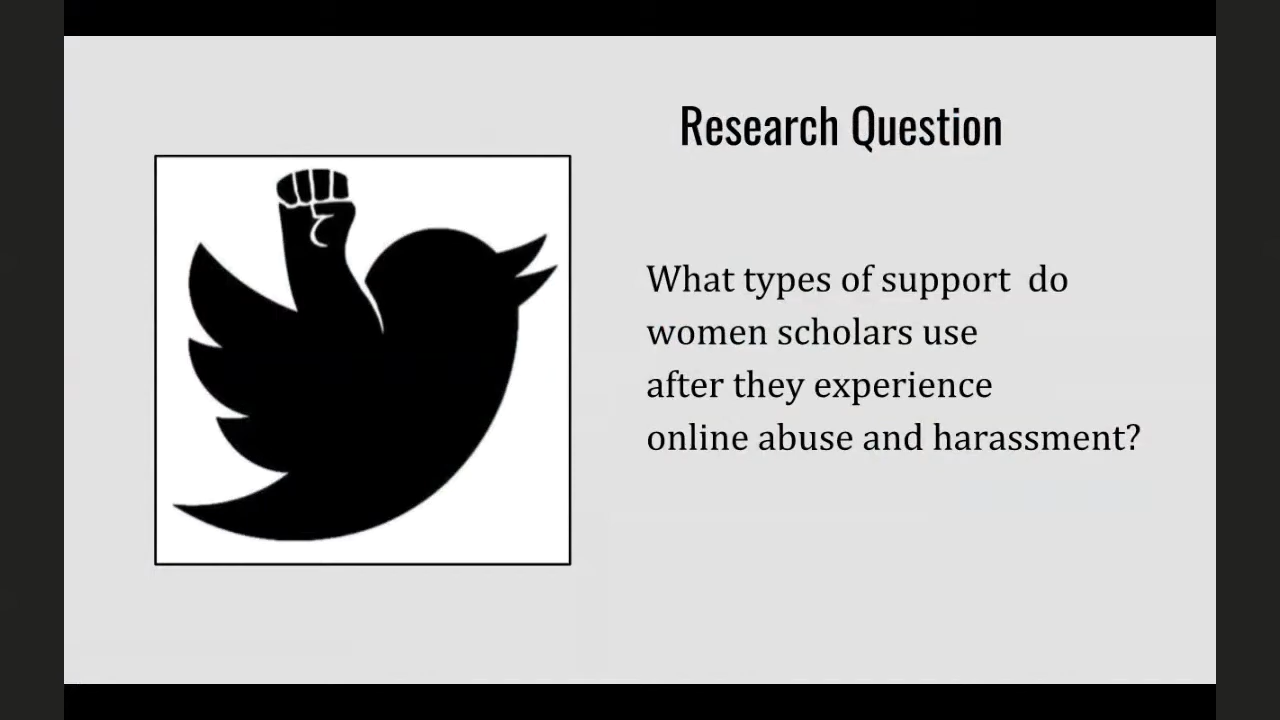 Research Question
What types of support  do
women scholars use
after they experience
online abuse and harassment?